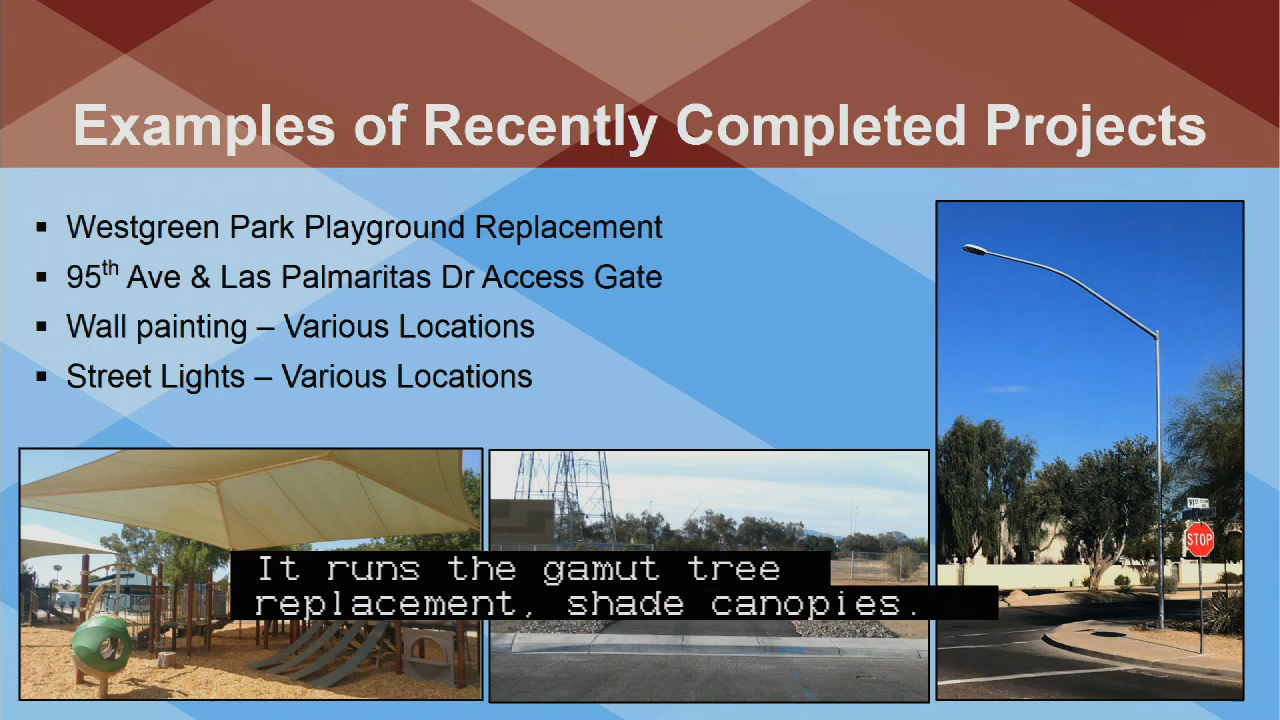 Examples of Recently Completed Projects
▪ Westgreen Park Playground Replacement
▪ 95th Ave & Las Palmaritas Dr Access Gate
▪ Wall painting – Various Locations
▪ Street Lights – Various Locations
STOP
It runs the gamut tree
replacement, shade canopies.